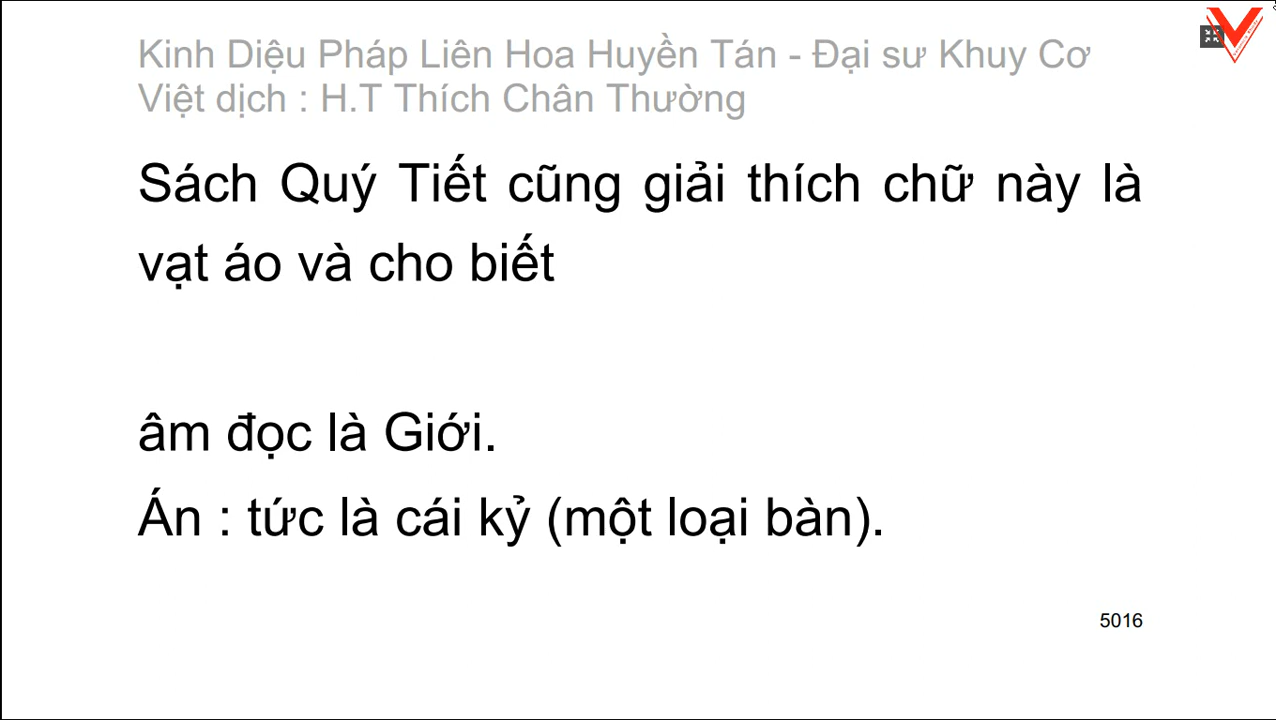 Kinh Diệu Pháp Liên Hoa Huyền Tán - Đại sư Khuy Cơ
Việt dịch : H.T Thích Chân Thường
Sách Quý Tiết cũng giải thích chữ này là
vạt áo và cho biết
âm đọc là Giới.
Án : tức là cái kỷ (một loại bàn).
5016